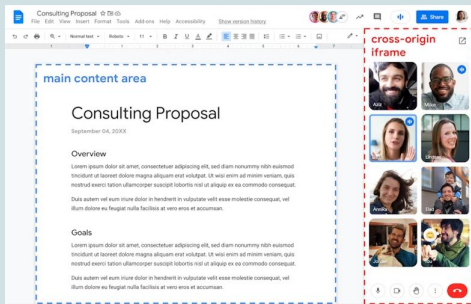 Consulting Proposal
File Edit View Insert Format Tools Add-ons Help Accessibility Show version history
Share
Normal text Roboto 11 B I U A
cross-origin
iframe
main content area
Consulting Proposal
September 04, 20XX
Overview
Lorem ipsum dolor sit amet, consectetuer adipiscing elit, sed diam nonummy nibh euismod
tincidunt ut laoreet dolore magna aliquam erat volutpat. Ut wisi enim ad minim veniam, quis
nostrud exerci tation ullamcorper suscipit lobortis nisl ut aliquip ex ea commodo consequat.
Duis autem vel eum iriure dolor in hendrerit in vulputate velit esse molestie consequat, vel
illum dolore eu feugiat nulla facilisis at vero eros et accumsan.
Goals
Lorem ipsum dolor sit amet, consectetuer adipiscing elit, sed diam nonummy nibh euismod
tincidunt ut laoreet dolore magna aliquam erat volutpat. Ut wisi enim ad minim veniam, quis
nostrud exerci tation ullamcorper suscipit lobortis nisl ut aliquip ex ea commodo consequat.
Duis autem vel eum iriure dolor in hendrerit in vulputate velit esse molestie consequat, vel
illum dolore eu feugiat nulla facilisis at vero eros et accumsan.
Aziz
Mike
Lindsey
Annika